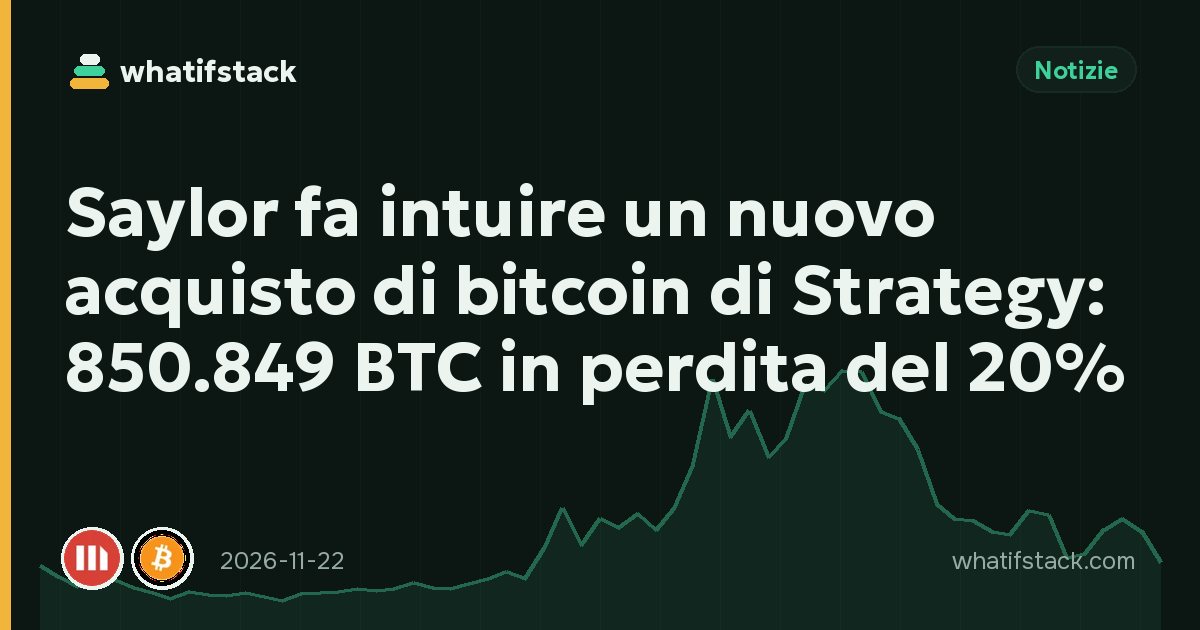 whatifstack
Notizie
Saylor fa intuire un nuovo
acquisto di bitcoin di Strategy:
850.849 BTC in perdita del 20%
2026-11-22
whatifstack.com